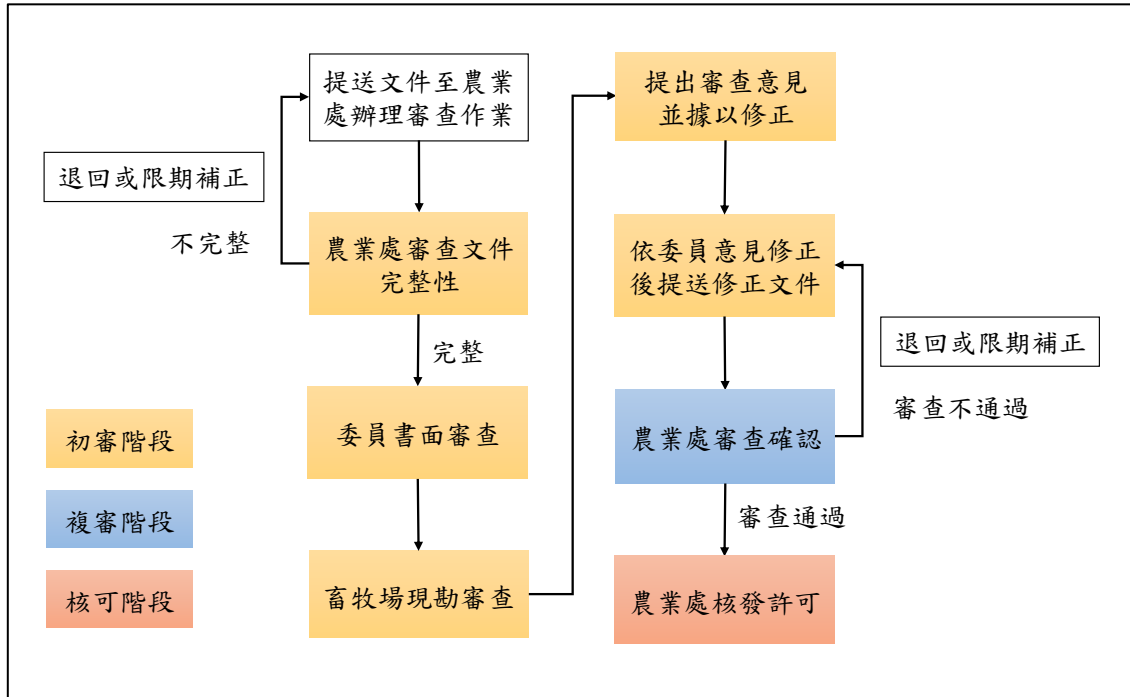 提送文件至農業
處辦理審查作業
退回或限期補正
不完整
農業處審查文件
完整性
完整
委員書面審查
畜牧場現勘審查
提出審查意見
並據以修正
依委員意見修正
後提送修正文件
退回或限期補正
審查不通過
農業處審查確認
審查通過
農業處核發許可
初審階段
複審階段
核可階段